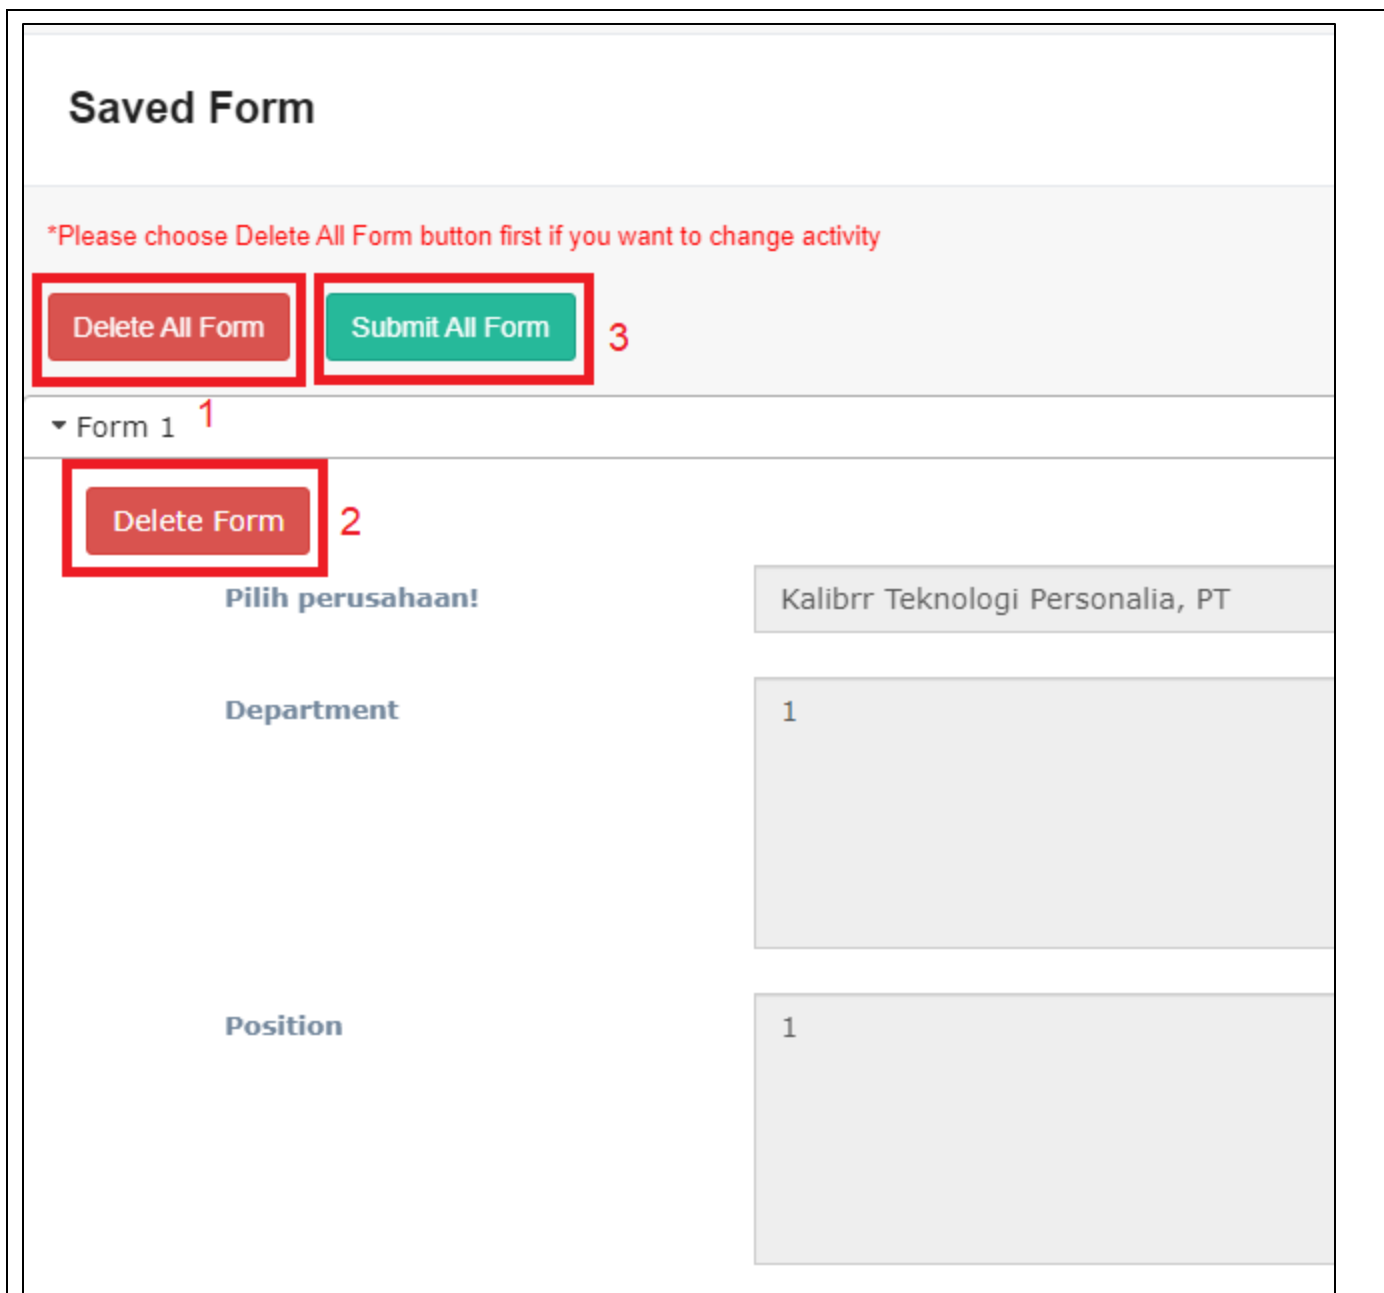 Saved Form
*Please choose Delete All Form button first if you want to change activity
Delete All Form Submit All Form 3
Form 1 1
Delete Form 2
Pilih perusahaan! Kalibrr Teknologi Personalia, PT
Department 1
Position 1